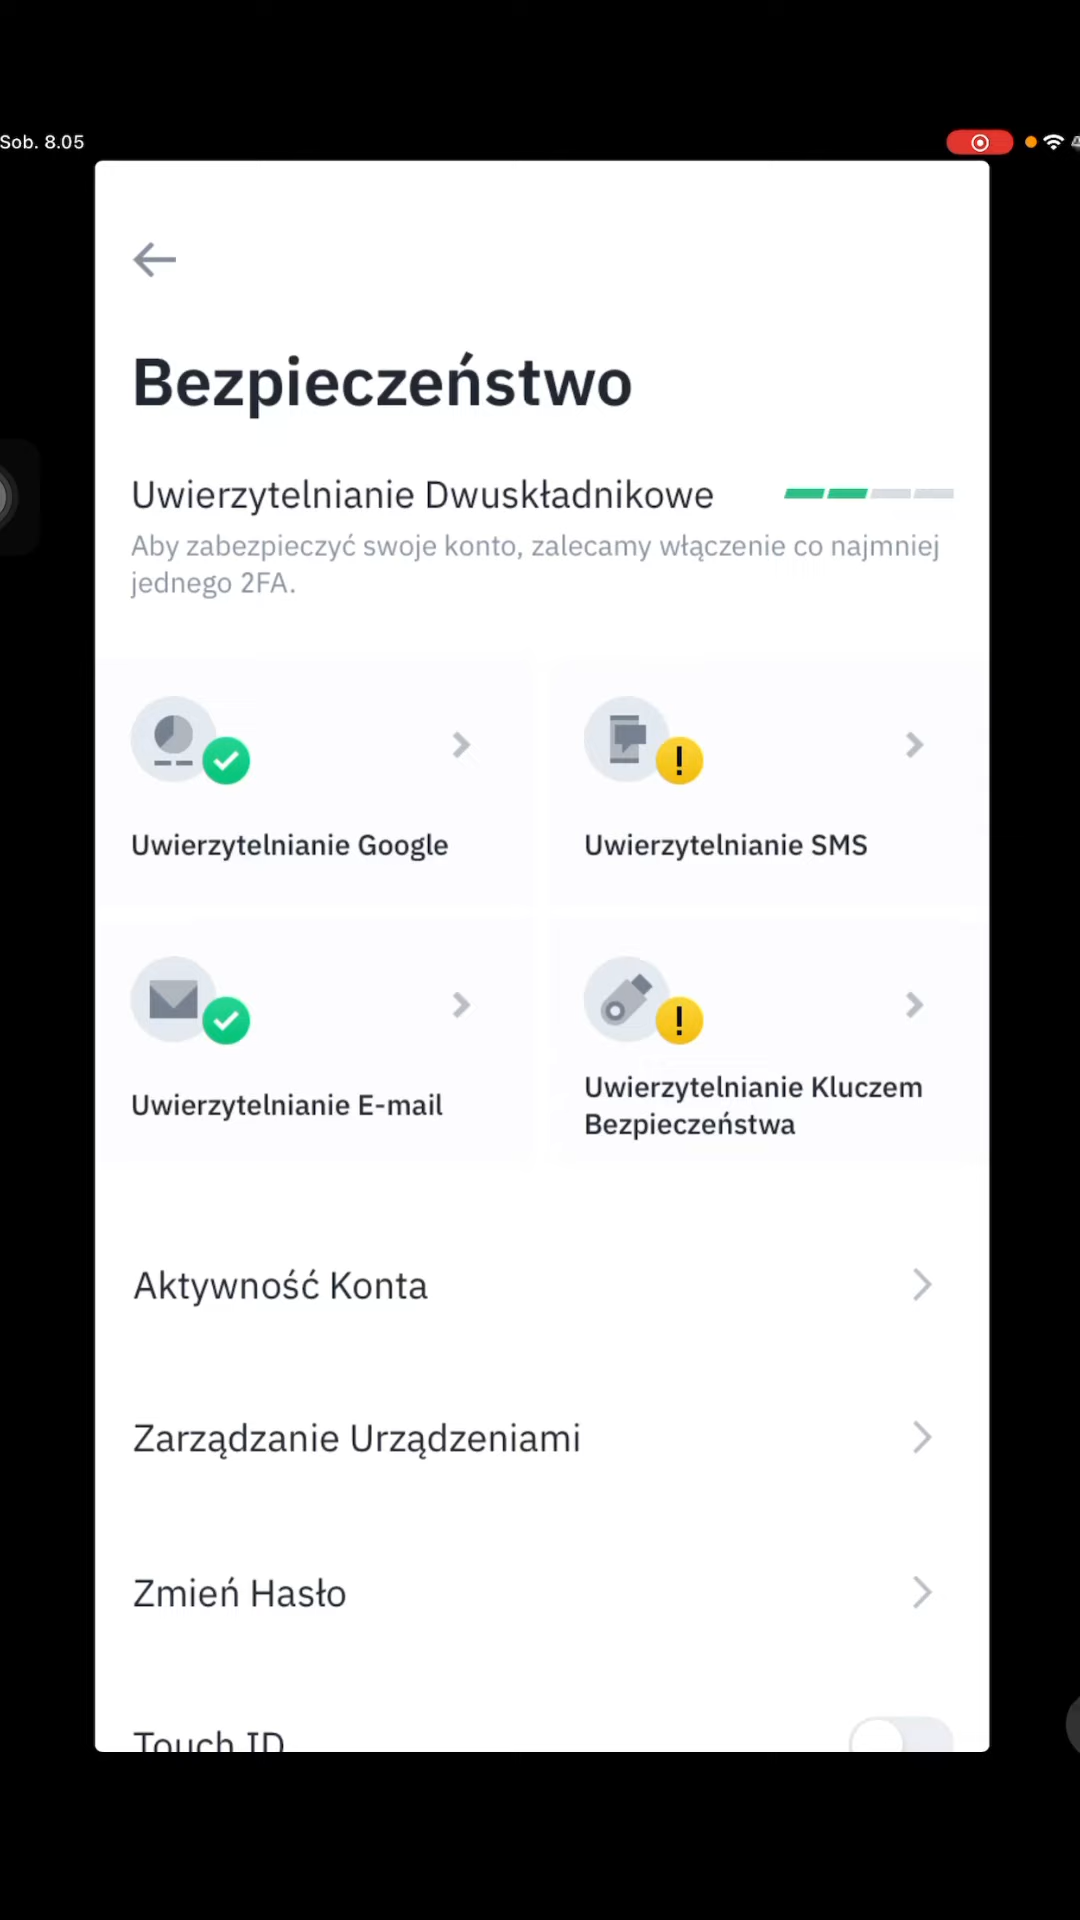 Sob. 8.05
Bezpieczeństwo
Uwierzytelnianie Dwuskładnikowe
Aby zabezpieczyć swoje konto, zalecamy włączenie co najmniej
jednego 2FA.
Uwierzytelnianie Google
Uwierzytelnianie SMS
Uwierzytelnianie E-mail
Uwierzytelnianie Kluczem
Bezpieczeństwa
Aktywność Konta
Zarządzanie Urządzeniami
Zmień Hasło
Touch ID